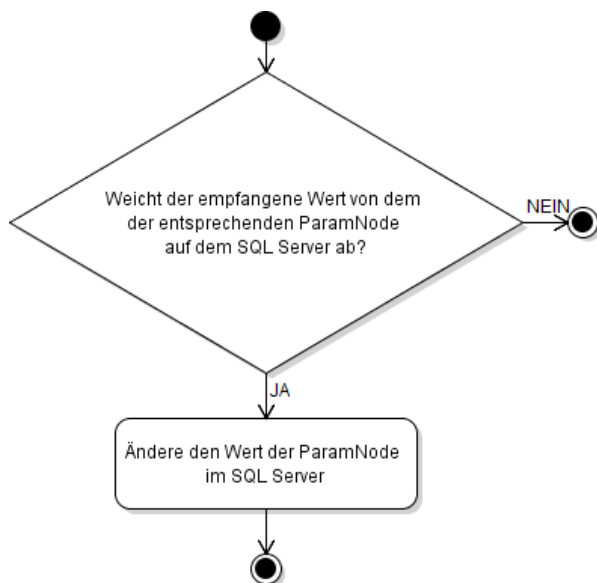 Weicht der empfangene Wert von dem
der entsprechenden ParamNode
auf dem SQL Server ab?
NEIN
JA
Ändere den Wert der ParamNode
im SQL Server